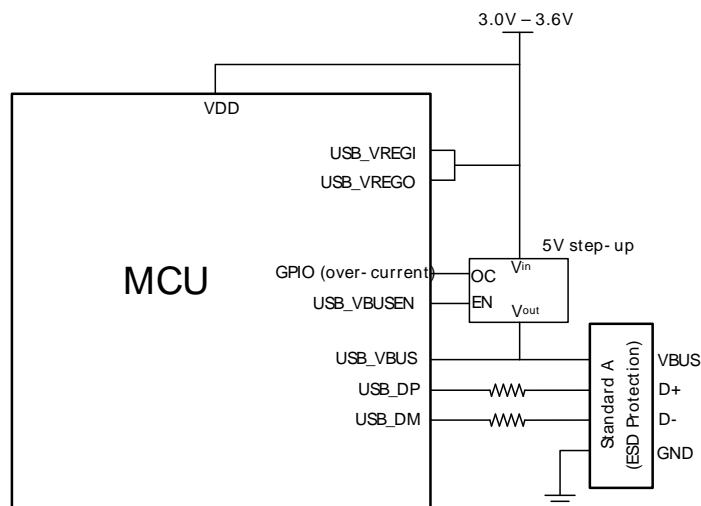 3.0V – 3.6V
VDD
USB_VREGI
USB_VREGO
5V step-up
MCU
GPIO (over-current)
OC
Vin
USB_VBUSEN
EN
Vout
USB_VBUS
VBUS
USB_DP
D+
USB_DM
D-
GND
Standard A
(ESD Protection)